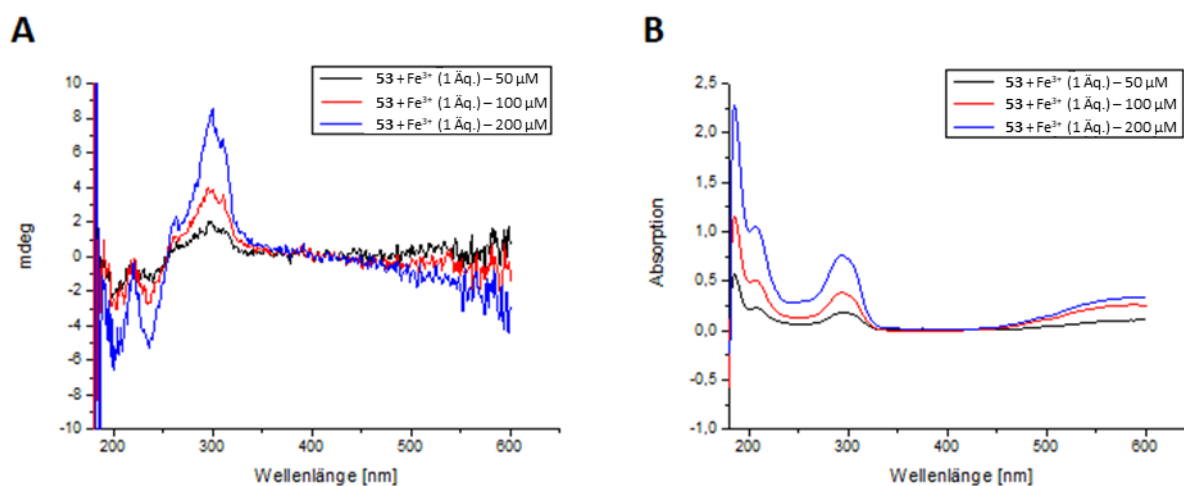 A
B
53 + Fe³⁺ (1 Äq.) – 50 µM
53 + Fe³⁺ (1 Äq.) – 100 µM
53 + Fe³⁺ (1 Äq.) – 200 µM
10
8
6
4
2
0
-2
-4
-6
-8
-10
mdeg
200 300 400 500 600
Wellenlänge [nm]
53 + Fe³⁺ (1 Äq.) – 50 µM
53 + Fe³⁺ (1 Äq.) – 100 µM
53 + Fe³⁺ (1 Äq.) – 200 µM
2,5
2,0
1,5
1,0
0,5
0,0
-0,5
-1,0
Absorption
200 300 400 500 600
Wellenlänge [nm]